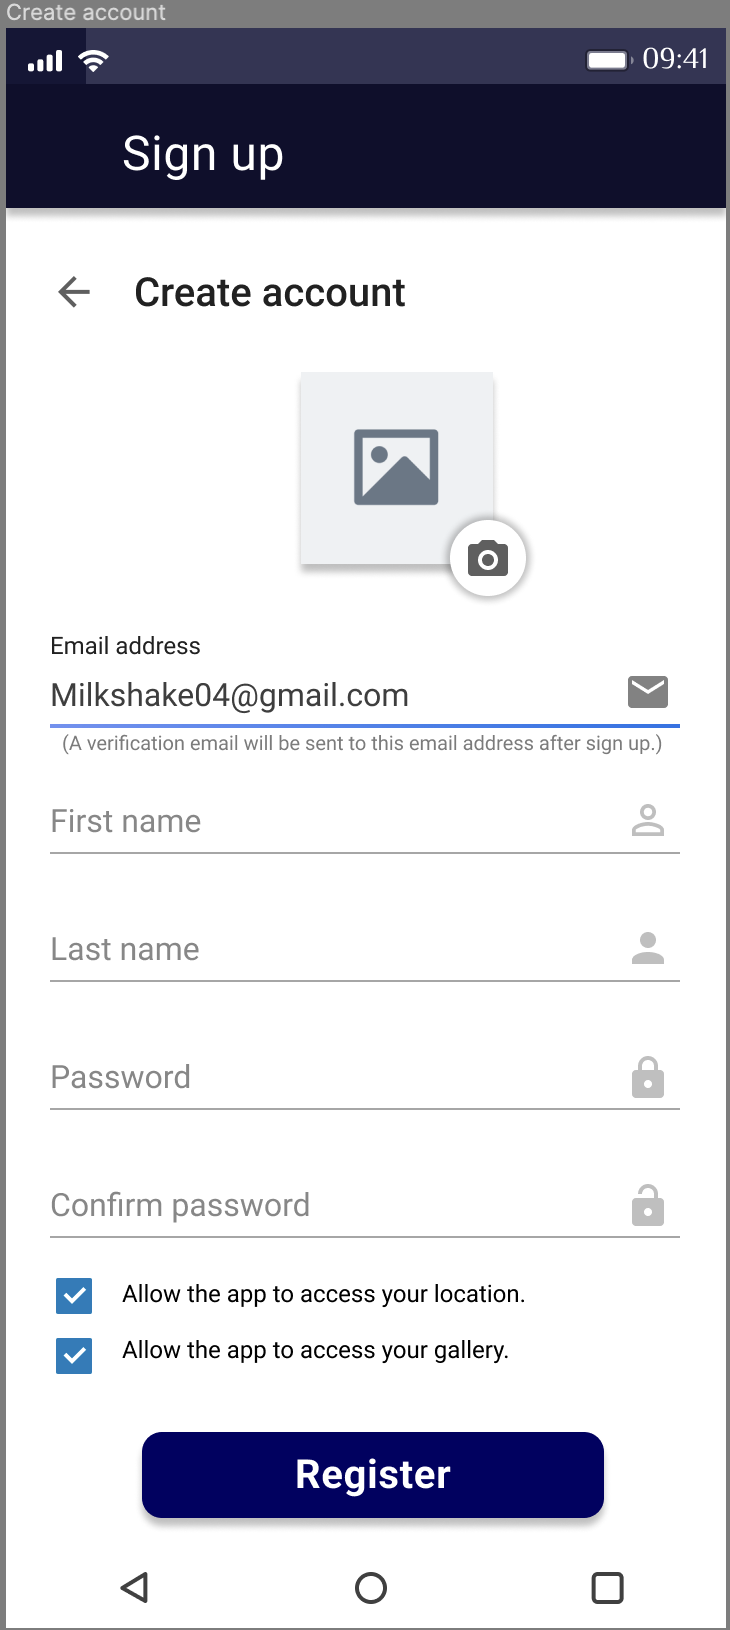 Create account
09:41
Sign up
Create account
Email address
Milkshake04@gmail.com
(A verification email will be sent to this email address after sign up.)
First name
Last name
Password
Confirm password
Allow the app to access your location.
Allow the app to access your gallery.
Register